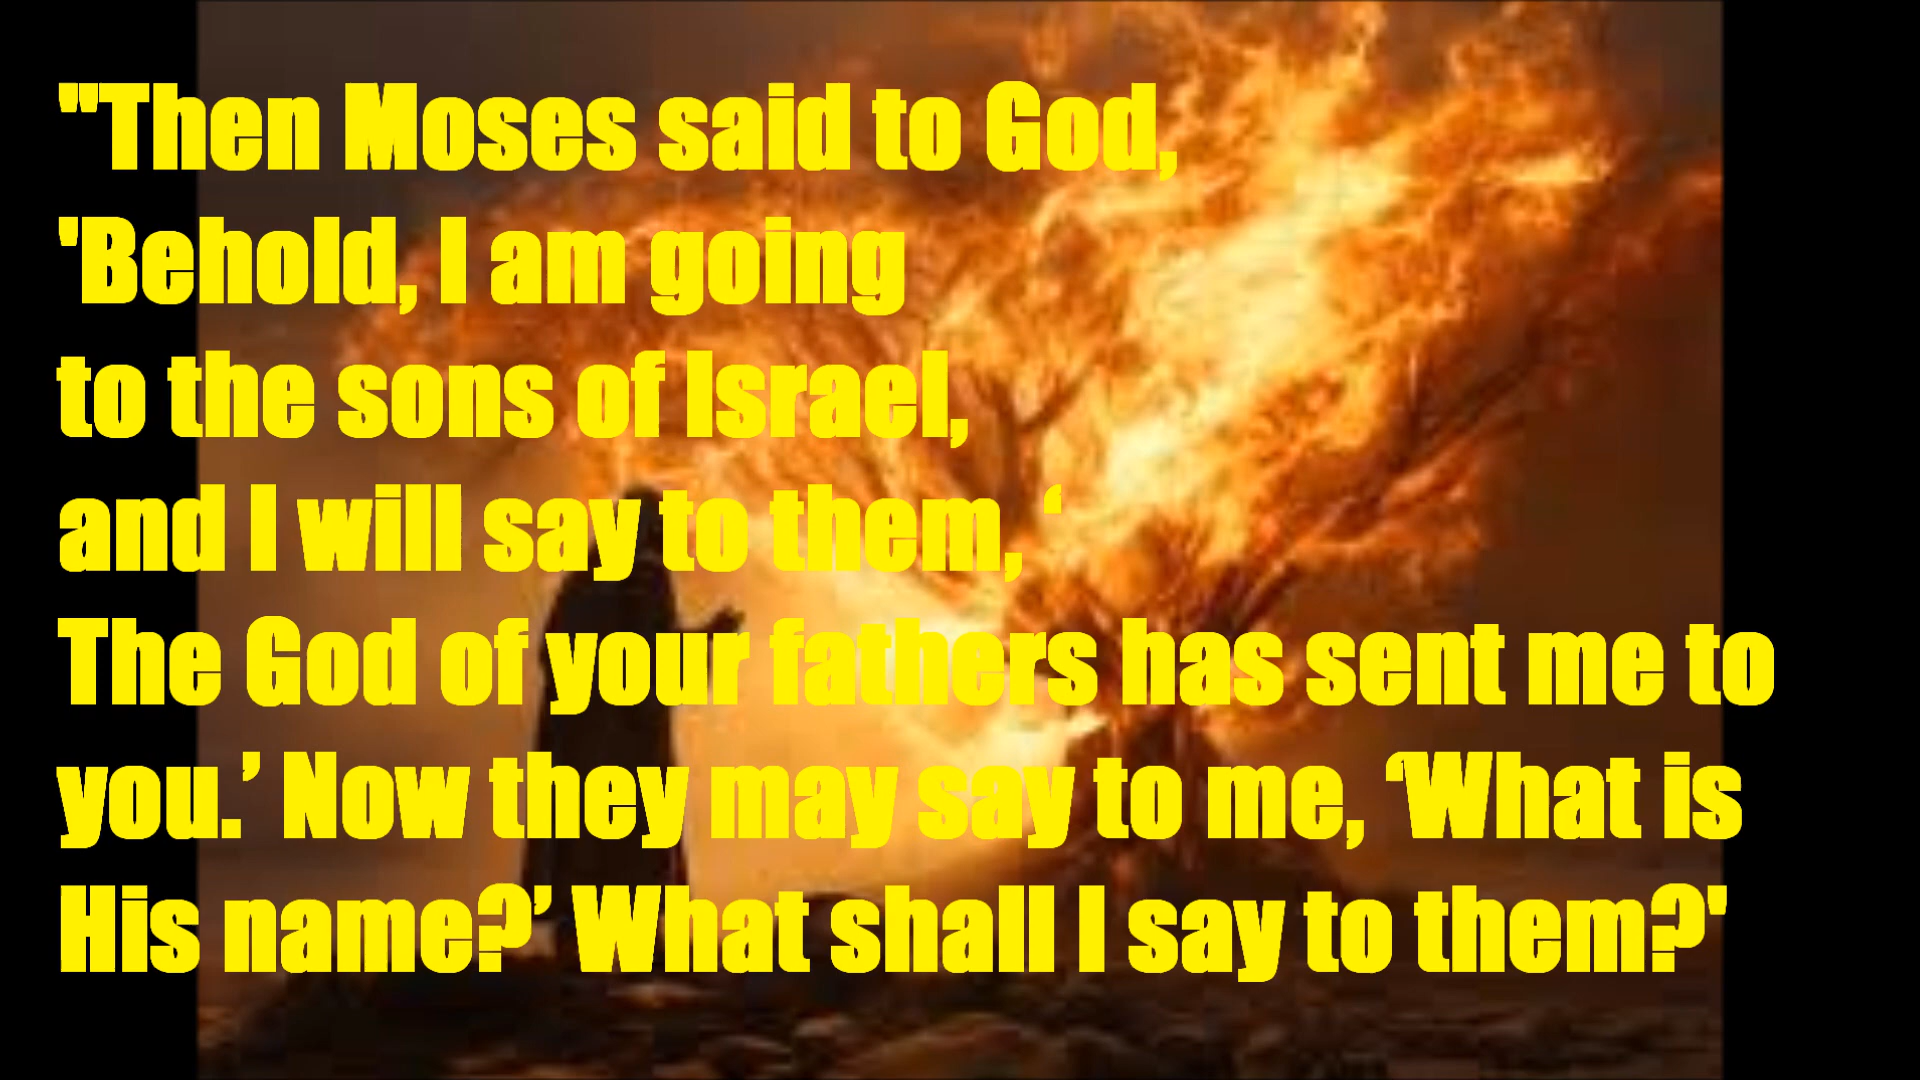 "Then Moses said to God,
'Behold, I am going
to the sons of Israel,
and I will say to them, ‘
The God of your fathers has sent me to
you.’ Now they may say to me, ‘What is
His name?’ What shall I say to them?'